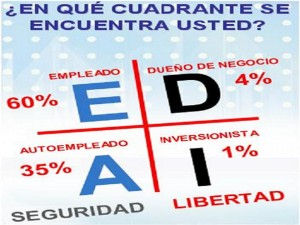 ¿EN QUÉ CUADRANTE SE
ENCUENTRA USTED?
EMPLEADO
60%
E
DUEÑO DE NEGOCIO
4%
D
AUTOEMPLEADO
35%
A
INVERSIONISTA
1%
I
SEGURIDAD
LIBERTAD